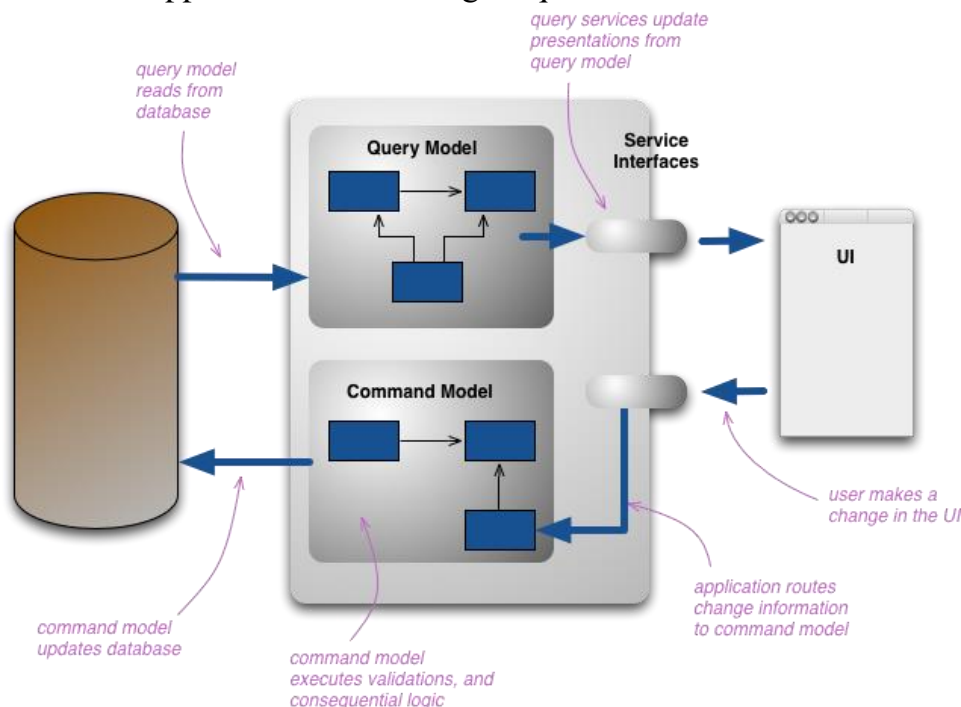 query services update
presentations from
query model
query model
reads from
database
Query Model
Service
Interfaces
UI
Command Model
user makes a
change in the UI
application routes
change information
to command model
command model
updates database
command model
executes validations, and
consequential logic